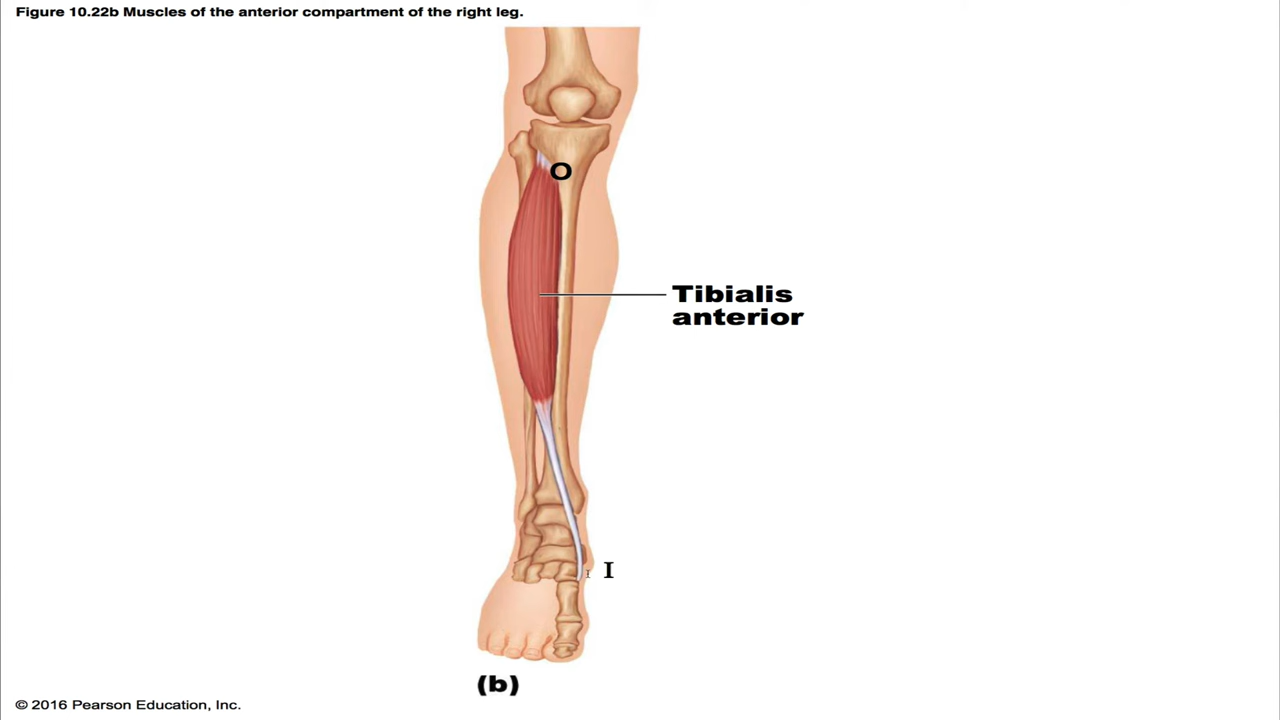 Figure 10.22b Muscles of the anterior compartment of the right leg.
O
Tibialis
anterior
I
(b)
© 2016 Pearson Education, Inc.